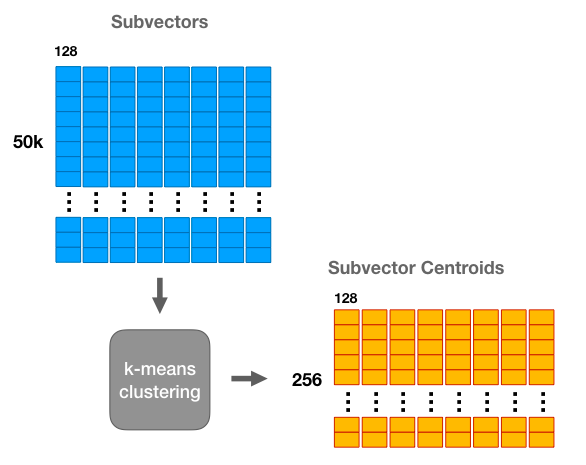 Subvectors
128
50k
Subvector Centroids
128
k-means
clustering
256